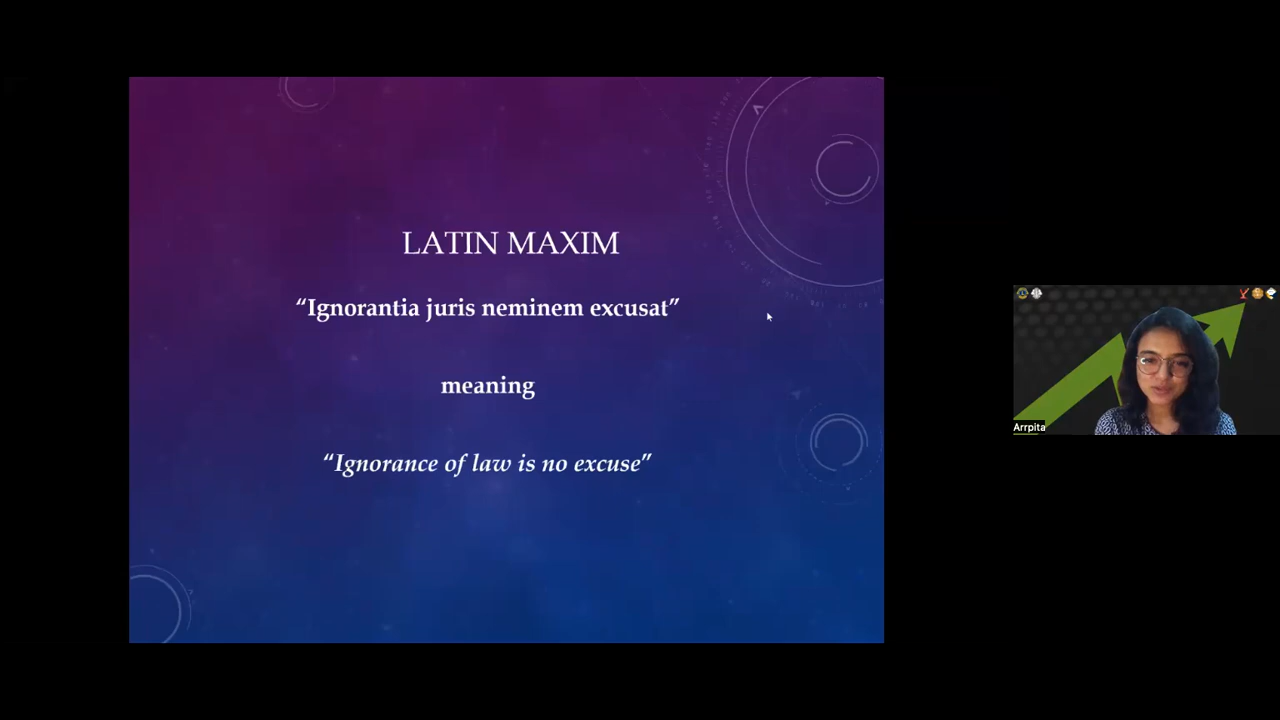 LATIN MAXIM
“Ignorantia juris neminem excusat”
meaning
“Ignorance of law is no excuse”
Arrpita